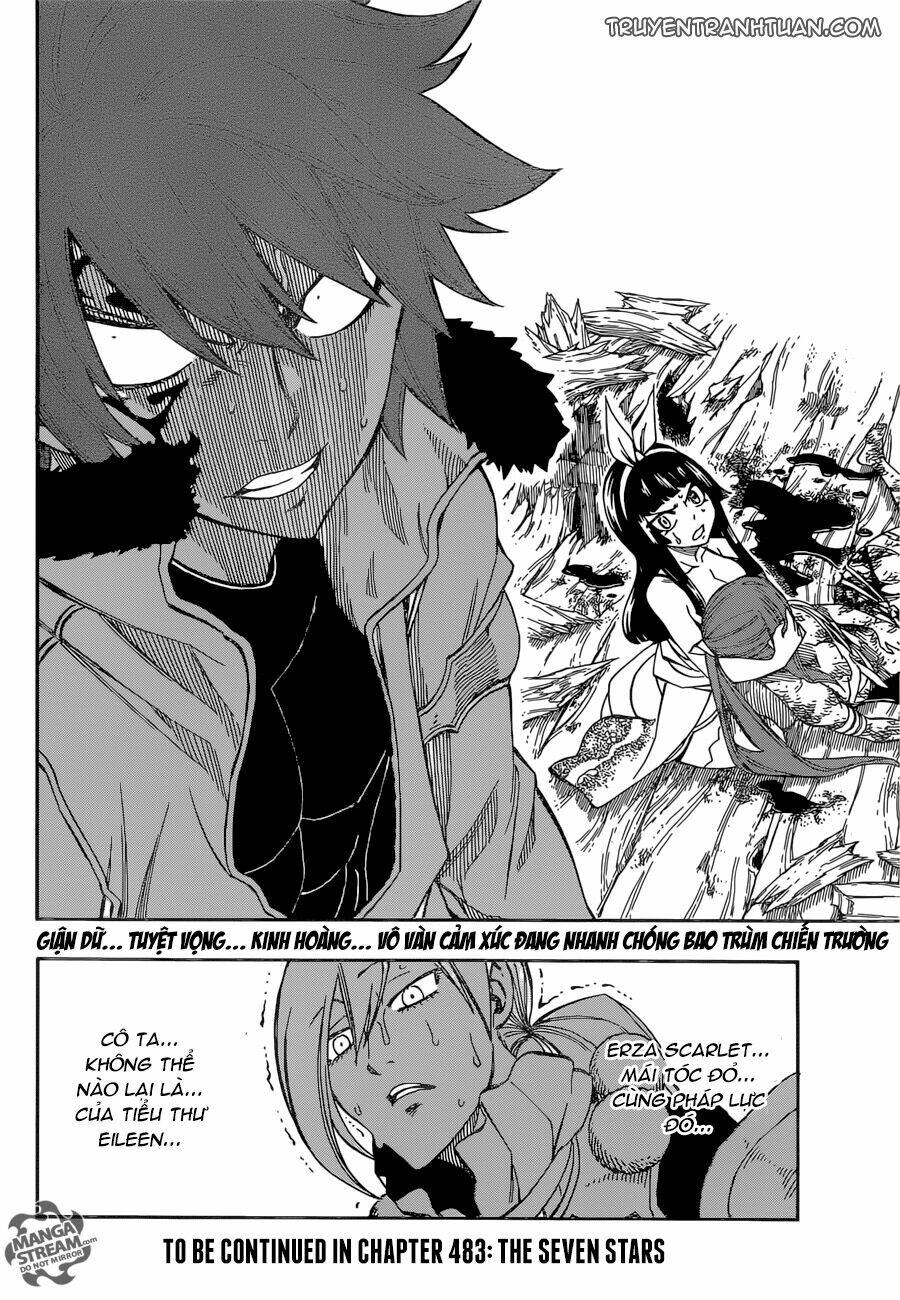 TRUYENTRANHTUAN.COM
GIẬN DỮ... TUYỆT VỌNG... KINH HOÀNG... VÔ VÀN CẢM XÚC ĐANG NHANH CHÓNG BAO TRÙM CHIẾN TRƯỜNG
ERZA SCARLET...
MÁI TÓC ĐỎ...
CÙNG PHÁP LỰC
ĐÓ...
CÔ TA...
KHÔNG THỂ
NÀO LẠI LÀ...
CỦA TIỂU THƯ
EILEEN...
MANGA
STREAM.COM
DO NOT MIRROR!
TO BE CONTINUED IN CHAPTER 483: THE SEVEN STARS